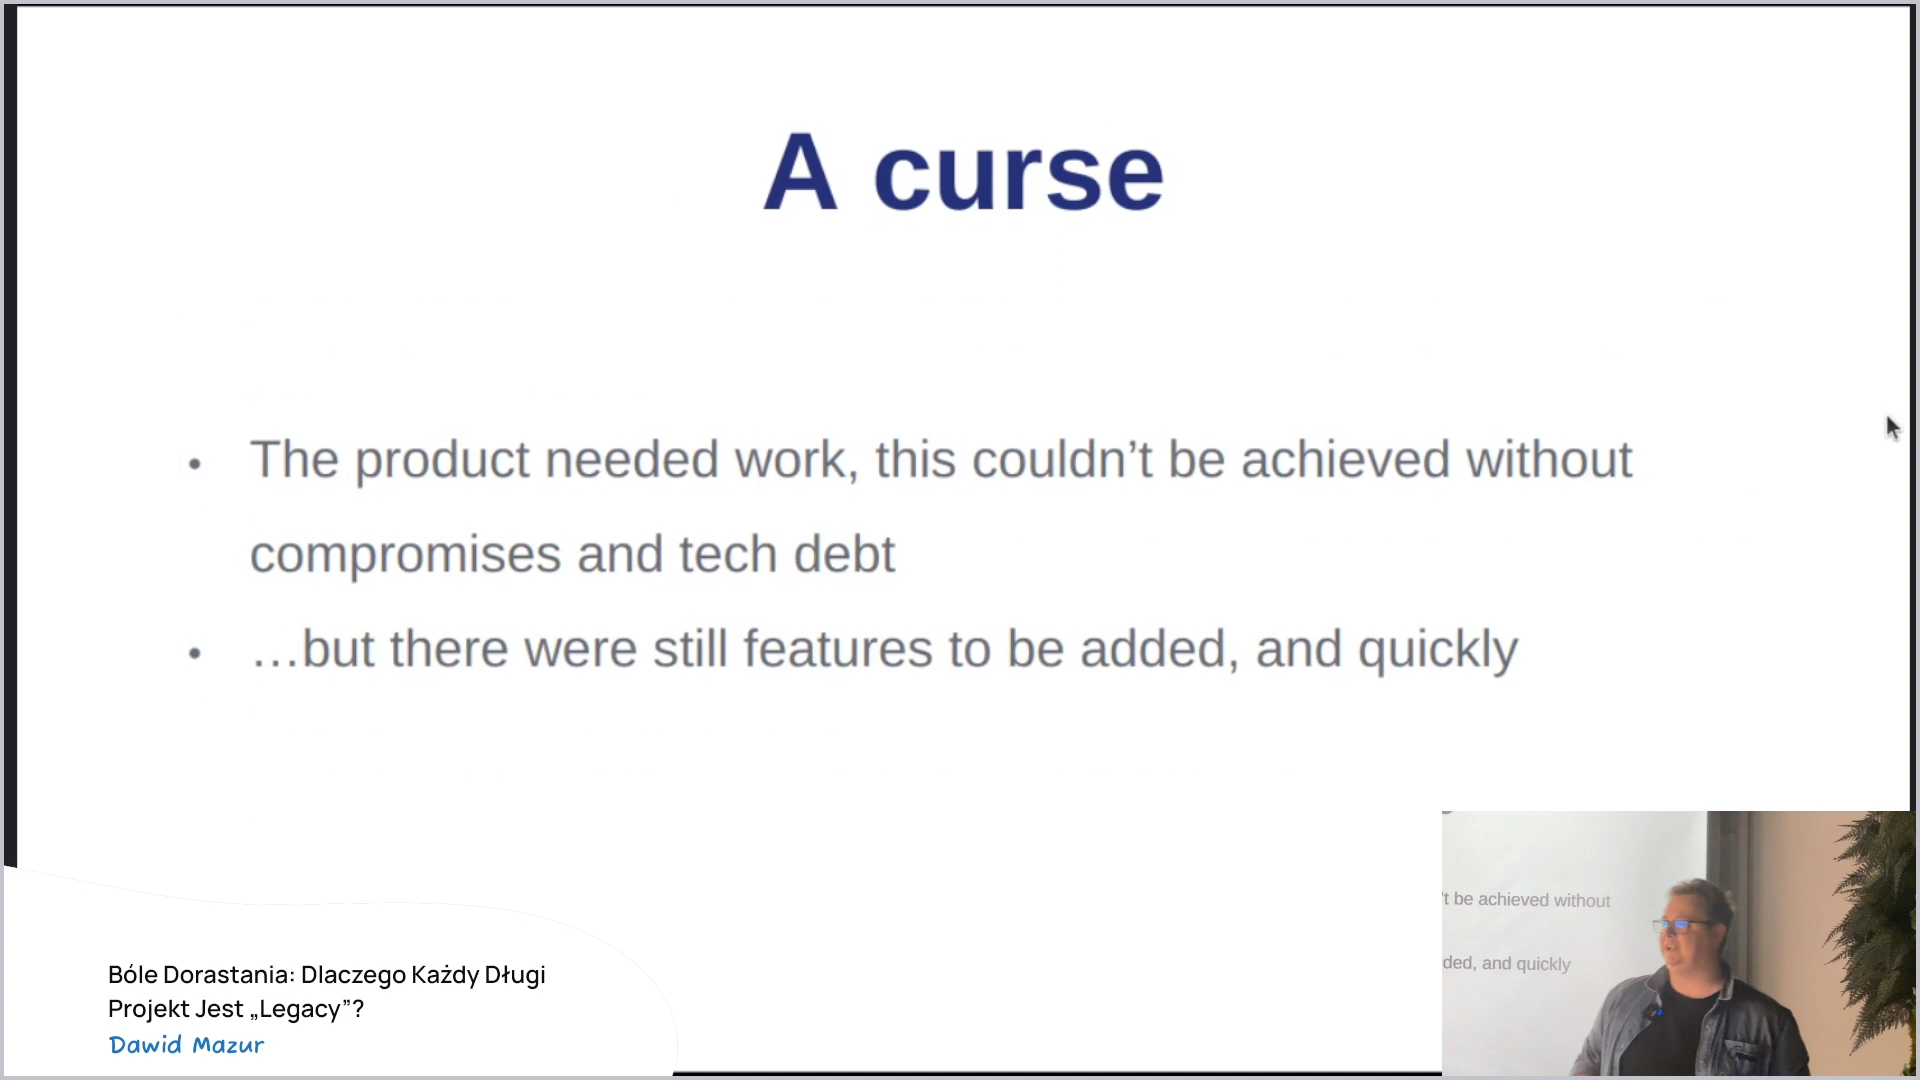 A curse
• The product needed work, this couldn’t be achieved without
compromises and tech debt
• …but there were still features to be added, and quickly
't be achieved without
ded, and quickly
Bóle Dorastania: Dlaczego Każdy Długi
Projekt Jest „Legacy”?
Dawid Mazur